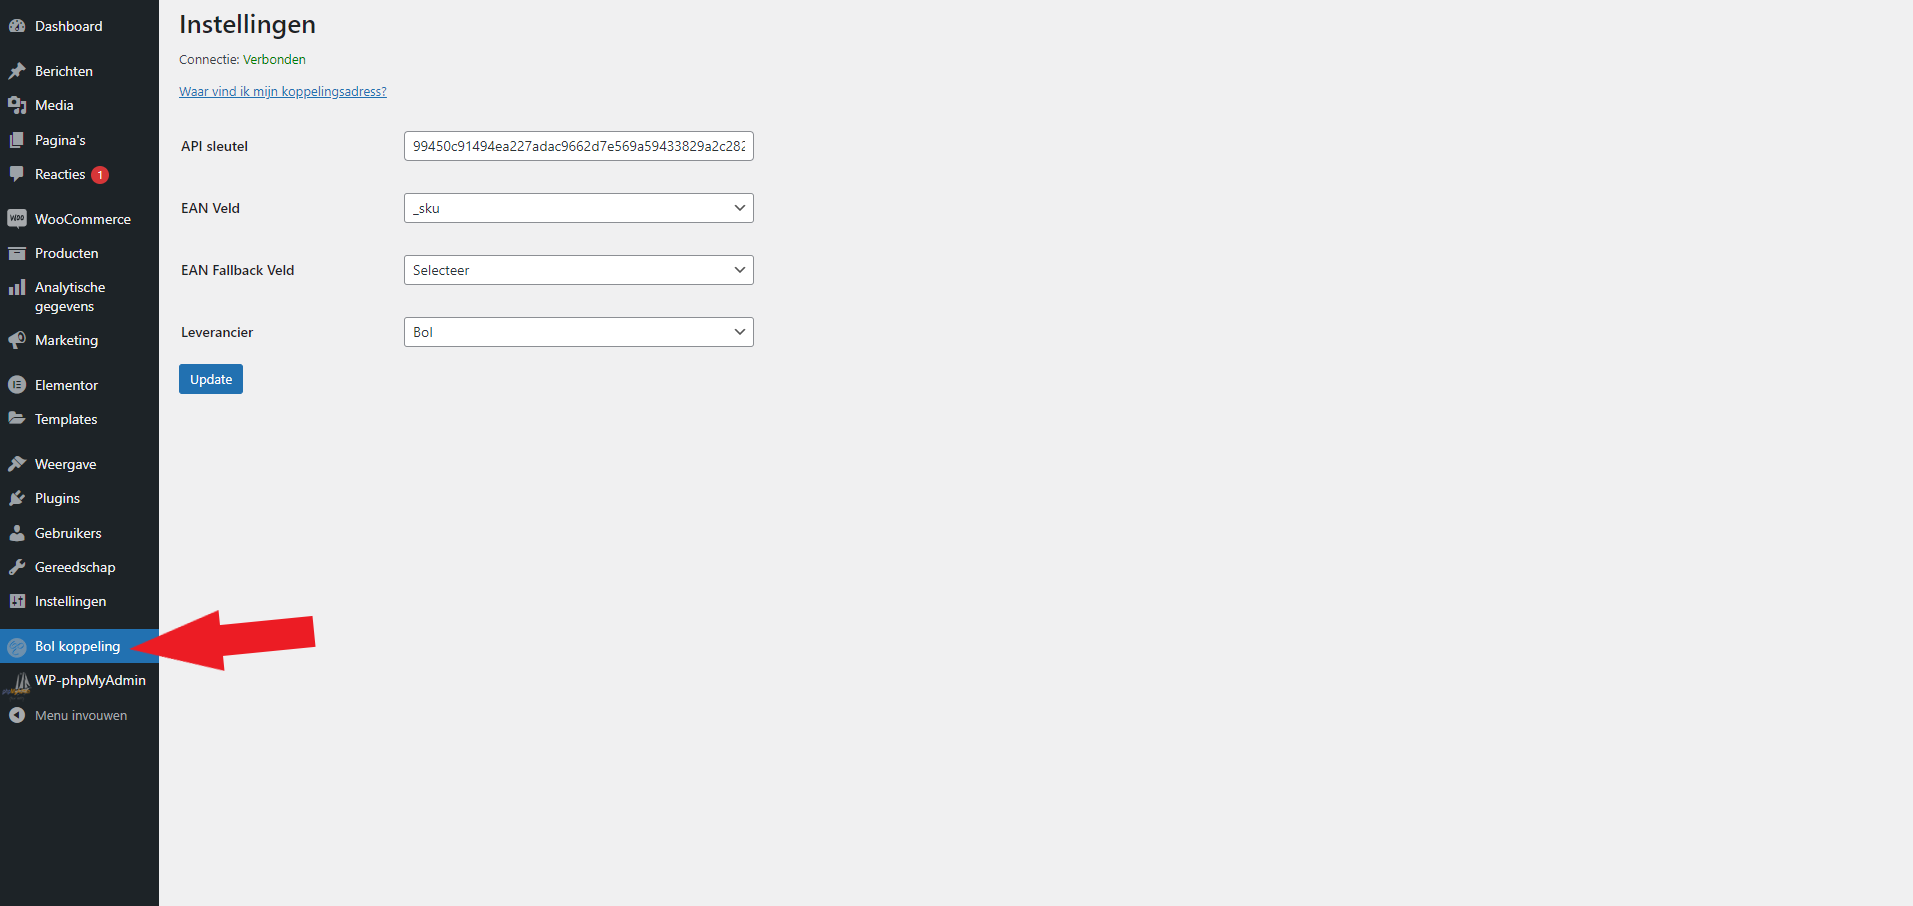 Dashboard
Berichten
Media
Pagina's
Reacties 1
WooCommerce
Producten
Analytische
gegevens
Marketing
Elementor
Templates
Weergave
Plugins
Gebruikers
Gereedschap
Instellingen
Bol koppeling
WP-phpMyAdmin
Menu invouwen
Instellingen
Connectie: Verbonden
Waar vind ik mijn koppelingsadress?
API sleutel 99450c91494ea227adac9662d7e569a59433829a2c282
EAN Veld _sku
EAN Fallback Veld Selecteer
Leverancier Bol
Update